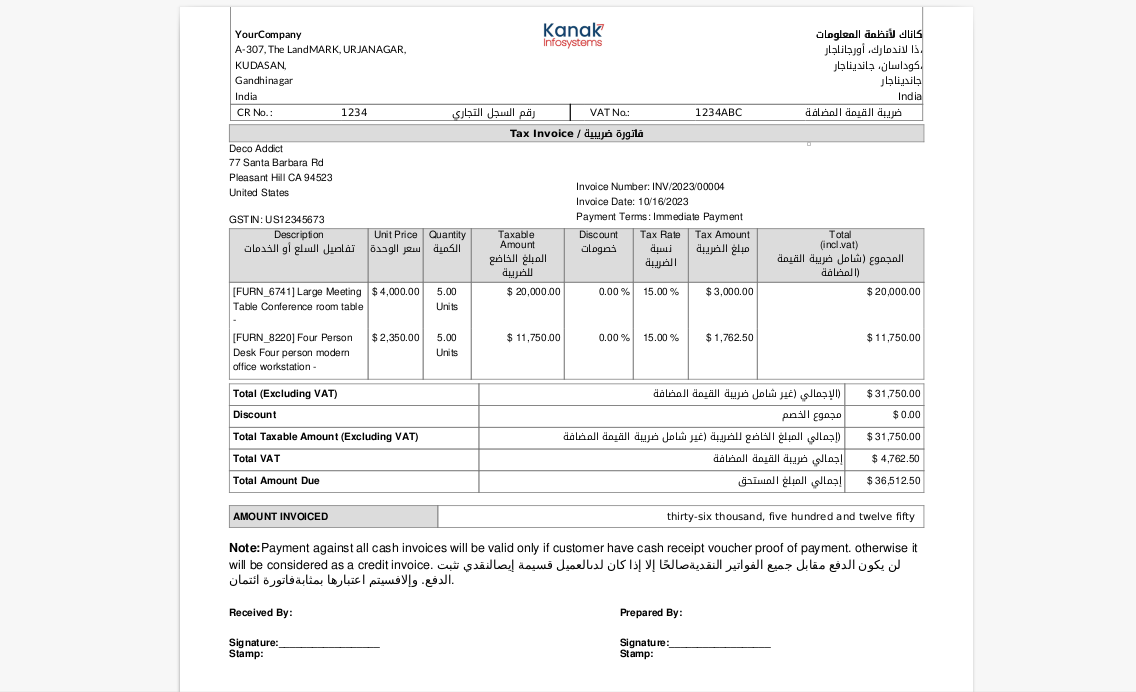 Kanak
Infosystems
YourCompany
A-307, The LandMARK, URJANAGAR,
KUDASAN,
Gandhinagar
India
كاناك لأنظمة المعلومات
ذا لاندمارك، أورجاناجار،
كوداسان، جانديناجار،
جانديناجار
India
CR No. : 1234 رقم السجل التجاري VAT No.: 1234ABC ضريبة القيمة المضافة
Tax Invoice / فاتورة ضريبية
Deco Addict
77 Santa Barbara Rd
Pleasant Hill CA 94523
United States
GSTIN: US12345673
Invoice Number: INV/2023/00004
Invoice Date: 10/16/2023
Payment Terms: Immediate Payment
Description
تفاصيل السلع أو الخدمات
Unit Price
سعر الوحدة
Quantity
الكمية
Taxable
Amount
المبلغ الخاضع
للضريبة
Discount
خصومات
Tax Rate
نسبة
الضريبة
Tax Amount
مبلغ الضريبة
Total
(incl.vat)
المجموع (شامل ضريبة القيمة
المضافة)
[FURN_6741] Large Meeting $ 4,000.00 5.00 $ 20,000.00 0.00 % 15.00 % $ 3,000.00 $ 20,000.00
Table Conference room table Units
-
[FURN_8220] Four Person $ 2,350.00 5.00 $ 11,750.00 0.00 % 15.00 % $ 1,762.50 $ 11,750.00
Desk Four person modern Units
office workstation -
Total (Excluding VAT) الإجمالي (غير شامل ضريبة القيمة المضافة) $ 31,750.00
Discount مجموع الخصم $ 0.00
Total Taxable Amount (Excluding VAT) إجمالي المبلغ الخاضع للضريبة (غير شامل ضريبة القيمة المضافة) $ 31,750.00
Total VAT إجمالي ضريبة القيمة المضافة $ 4,762.50
Total Amount Due إجمالي المبلغ المستحق $ 36,512.50
AMOUNT INVOICED thirty-six thousand, five hundred and twelve fifty
Note:Payment against all cash invoices will be valid only if customer have cash receipt voucher proof of payment. otherwise it
will be considered as a credit invoice. لن يكون الدفع مقابل جميع الفواتير النقديةصالحًا إلا إذا كان لدىالعميل قسيمة إيصالنقدي تثبت
الدفع. وإلافسيتم اعتبارها بمثابةفاتورة ائتمان.
Received By: Prepared By:
Signature:__________________ Signature:__________________
Stamp: Stamp: